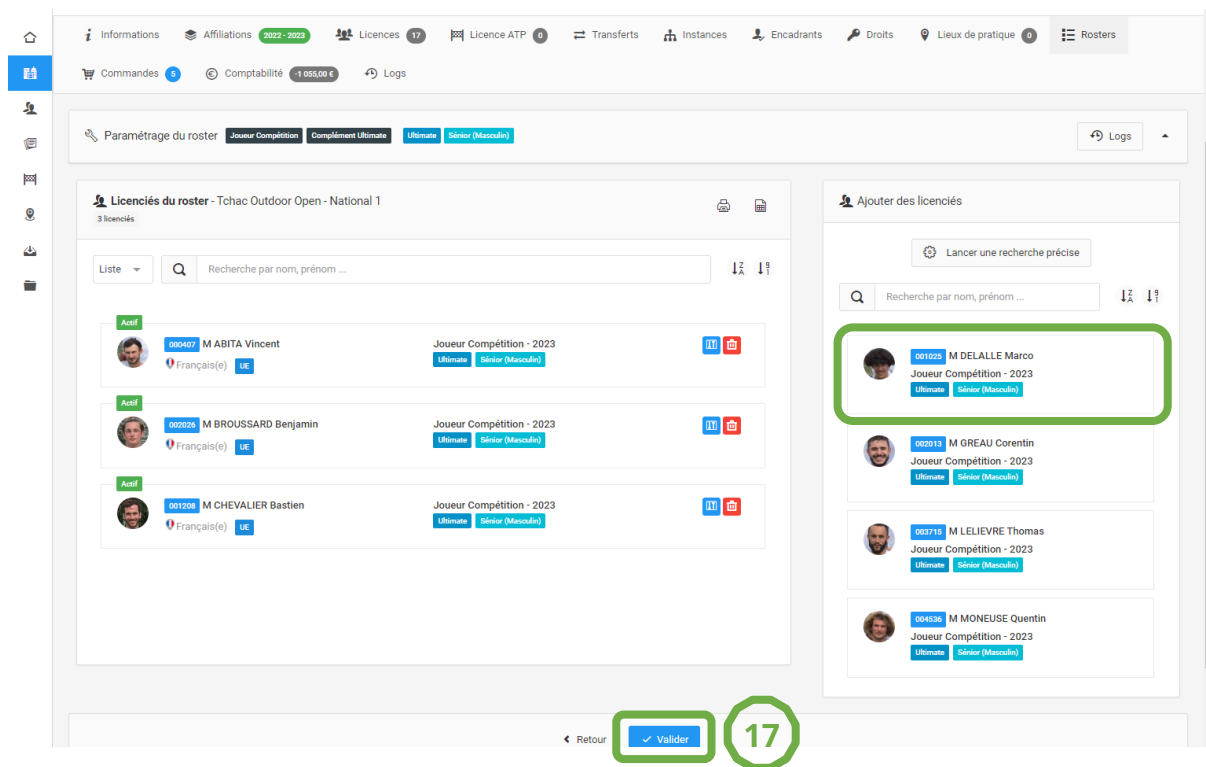 Informations Affiliations 2022 - 2023 Licences 17 Licence ATP 0 Transferts Instances Encadrants Droits Lieux de pratique 0 Rosters
Commandes 5 Comptabilité -1 055,00 € Logs
Paramétrage du roster Joueur Compétition Complément Ultimate Ultimate Sénior (Masculin) Logs
Licenciés du roster - Tchac Outdoor Open - National 1
3 licenciés
Liste Recherche par nom, prénom ...
Actif
000407 M ABITA Vincent Joueur Compétition - 2023
Français(e) UE Ultimate Sénior (Masculin)
Actif
002026 M BROUSSARD Benjamin Joueur Compétition - 2023
Français(e) UE Ultimate Sénior (Masculin)
Actif
001208 M CHEVALIER Bastien Joueur Compétition - 2023
Français(e) UE Ultimate Sénior (Masculin)
Ajouter des licenciés
Lancer une recherche précise
Recherche par nom, prénom ...
001025 M DELALLE Marco
Joueur Compétition - 2023
Ultimate Sénior (Masculin)
002013 M GREAU Corentin
Joueur Compétition - 2023
Ultimate Sénior (Masculin)
003715 M LELIEVRE Thomas
Joueur Compétition - 2023
Ultimate Sénior (Masculin)
004536 M MONEUSE Quentin
Joueur Compétition - 2023
Ultimate Sénior (Masculin)
Retour Valider 17